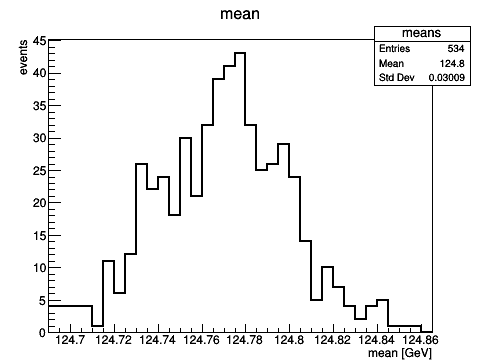 mean
means
Entries 534
Mean 124.8
Std Dev 0.03009
events
45
40
35
30
25
20
15
10
5
0
124.7 124.72 124.74 124.76 124.78 124.8 124.82 124.84 124.86
mean [GeV]